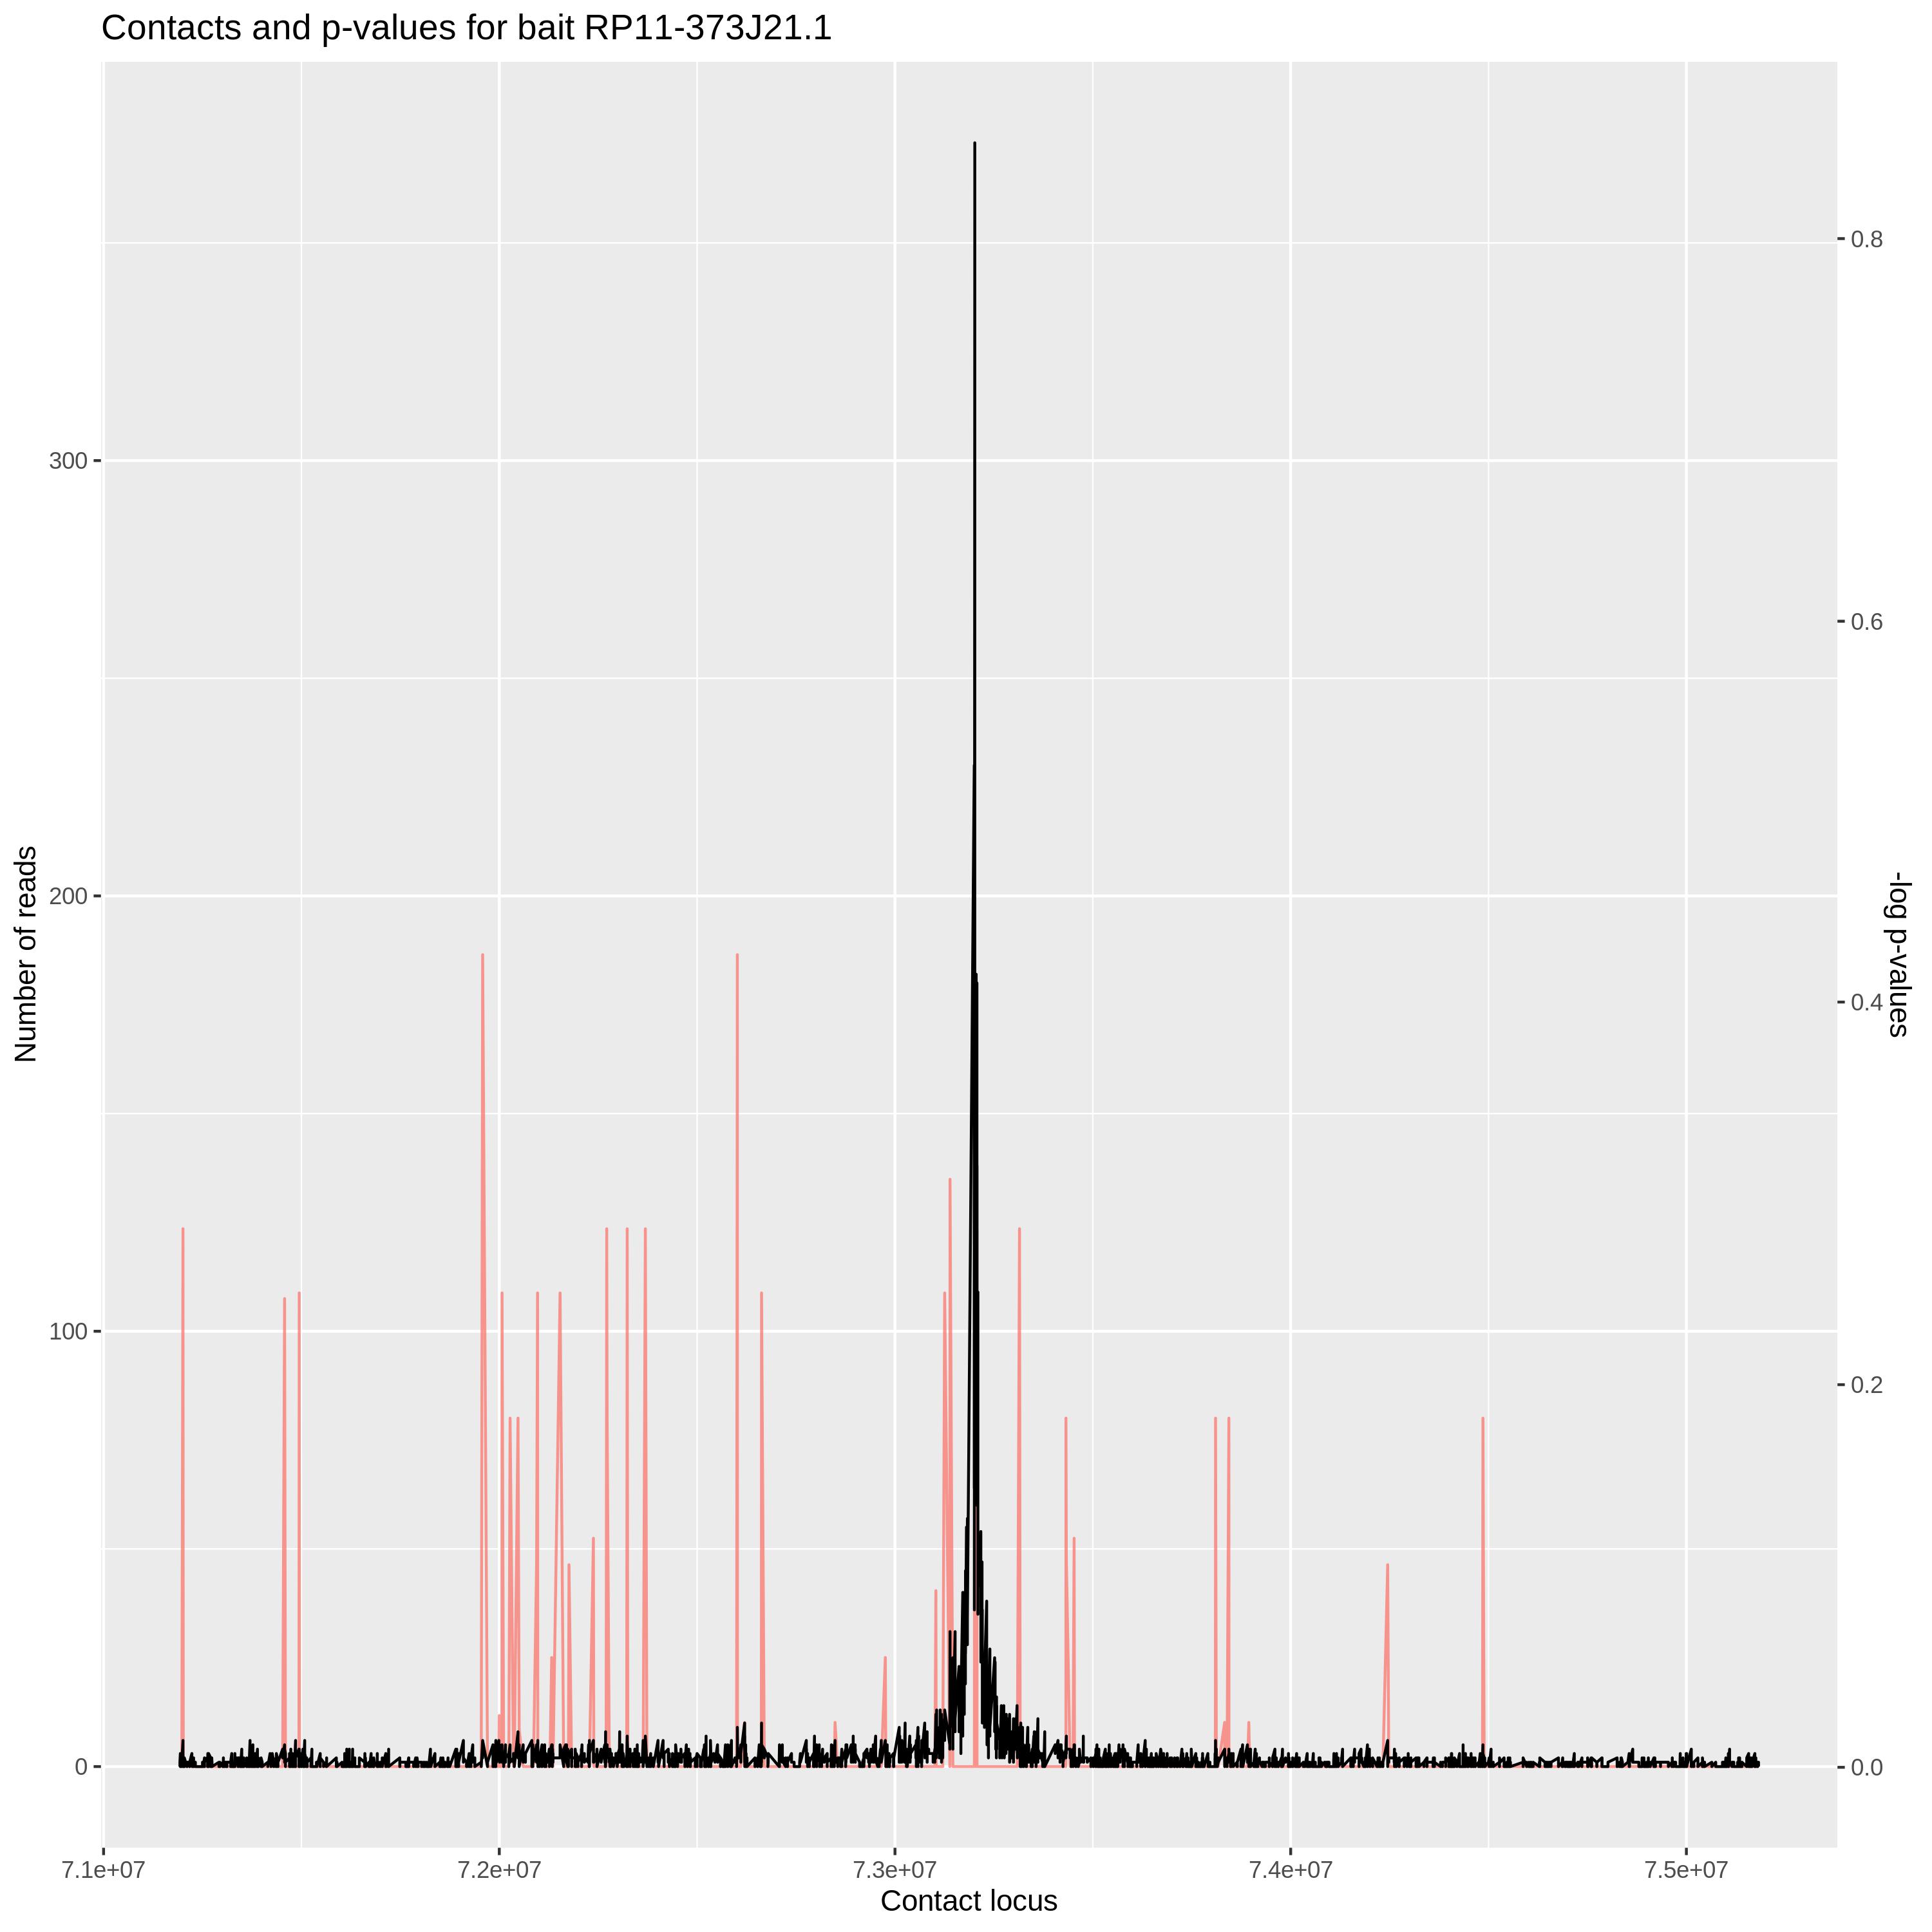 Contacts and p-values for bait RP11-373J21.1
Number of reads
300
200
100
0
0.8
0.6
0.4
0.2
0.0
-log p-values
7.1e+07 7.2e+07 7.3e+07 7.4e+07 7.5e+07
Contact locus